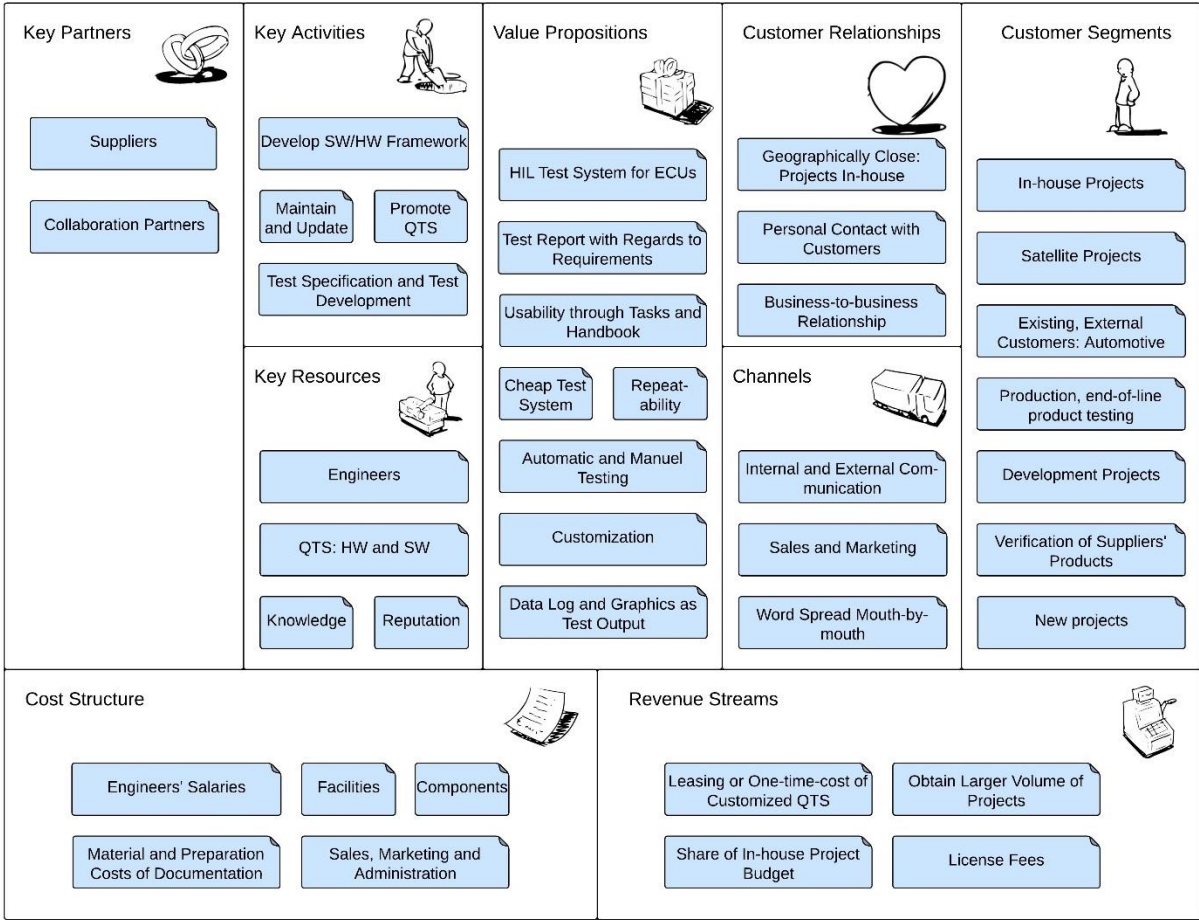 Key Partners
Suppliers
Collaboration Partners
Key Activities
Develop SW/HW Framework
Maintain
and Update
Promote
QTS
Test Specification and Test
Development
Key Resources
Engineers
QTS: HW and SW
Knowledge
Reputation
Value Propositions
HIL Test System for ECUs
Test Report with Regards to
Requirements
Usability through Tasks and
Handbook
Cheap Test
System
Repeat-
ability
Automatic and Manuel
Testing
Customization
Data Log and Graphics as
Test Output
Customer Relationships
Geographically Close:
Projects In-house
Personal Contact with
Customers
Business-to-business
Relationship
Channels
Internal and External Com-
munication
Sales and Marketing
Word Spread Mouth-by-
mouth
Customer Segments
In-house Projects
Satellite Projects
Existing, External
Customers: Automotive
Production, end-of-line
product testing
Development Projects
Verification of Suppliers'
Products
New projects
Cost Structure
Engineers' Salaries
Facilities
Components
Material and Preparation
Costs of Documentation
Sales, Marketing and
Administration
Revenue Streams
Leasing or One-time-cost of
Customized QTS
Obtain Larger Volume of
Projects
Share of In-house Project
Budget
License Fees